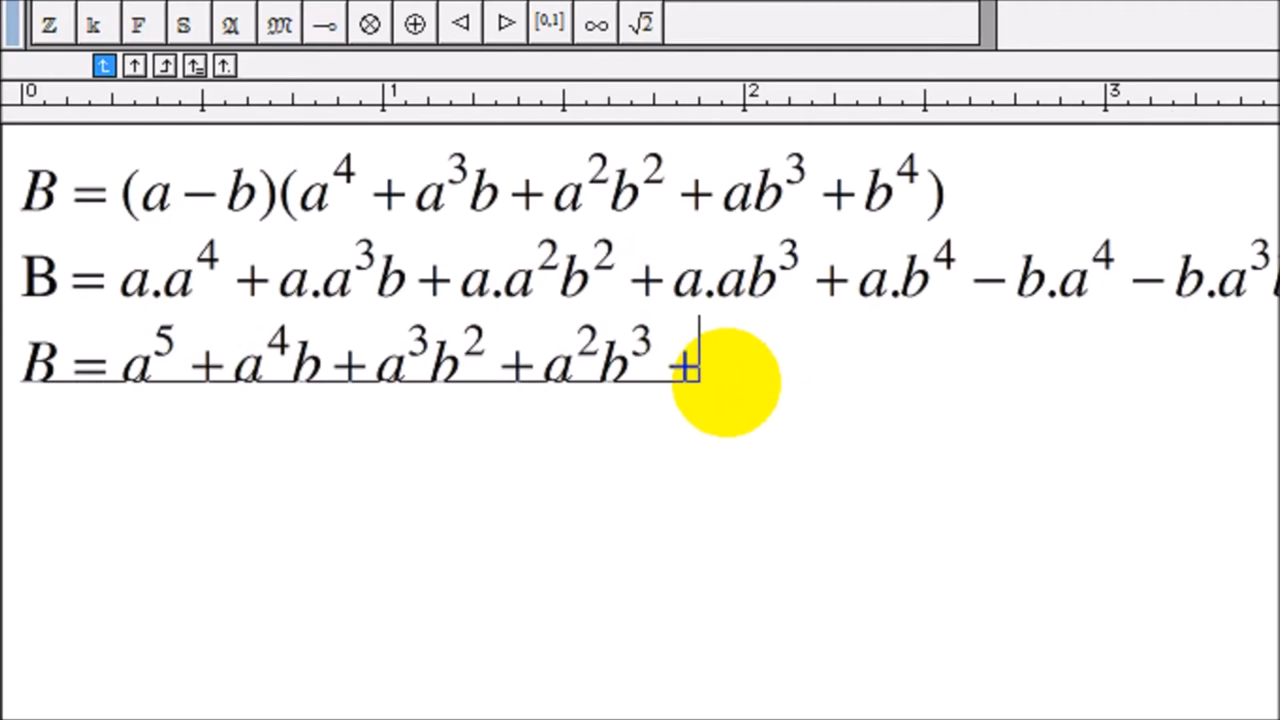 Z k F S 𝔄 𝔐 ⊸ ⊗ ⊕ ◁ ▷ [0,1] ∞ √2
0 1 2 3
B = (a − b)(a⁴ + a³b + a²b² + ab³ + b⁴)
B = a.a⁴ + a.a³b + a.a²b² + a.ab³ + a.b⁴ − b.a⁴ − b.a³
B = a⁵ + a⁴b + a³b² + a²b³ +